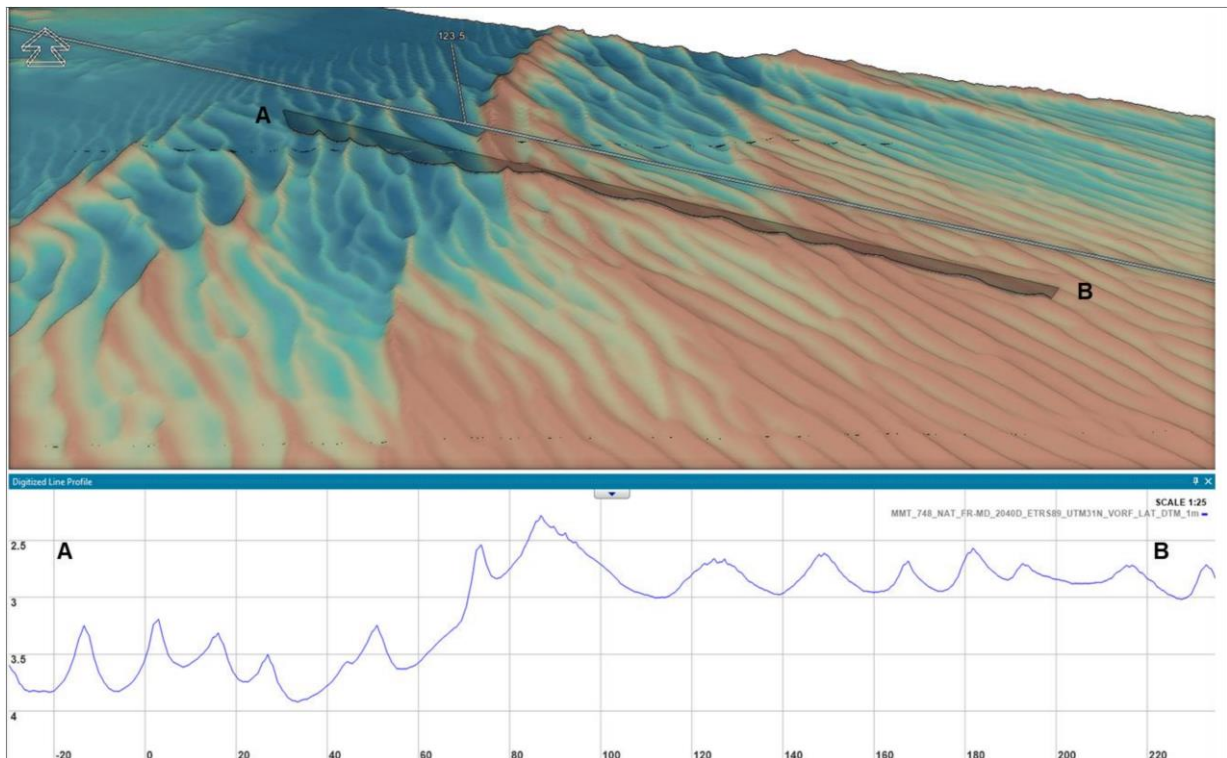 123.5
A
B
Digitized Line Profile
SCALE 1:25
MMT_748_NAT_FR-MD_2040D_ETRS89_UTM31N_VORF_LAT_DTM_1m
A
B
2.5
3
3.5
4
-20 0 20 40 60 80 100 120 140 160 180 200 220